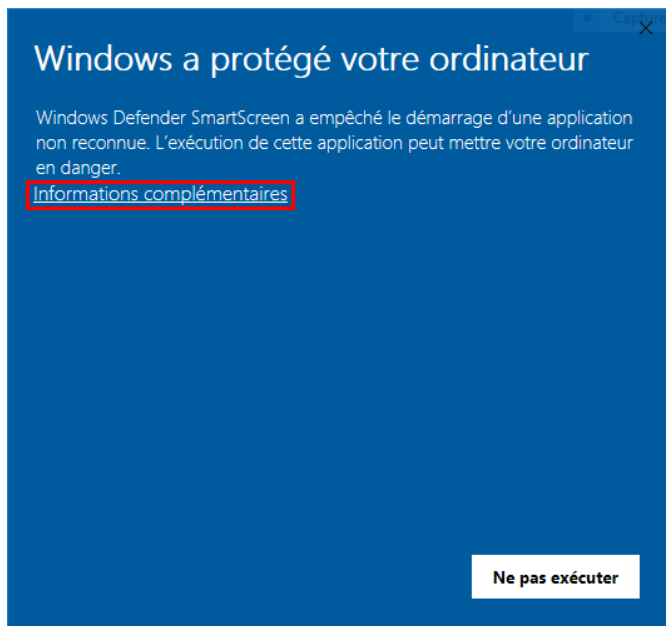 Capture
Windows a protégé votre ordinateur
Windows Defender SmartScreen a empêché le démarrage d’une application
non reconnue. L’exécution de cette application peut mettre votre ordinateur
en danger.
Informations complémentaires
Ne pas exécuter